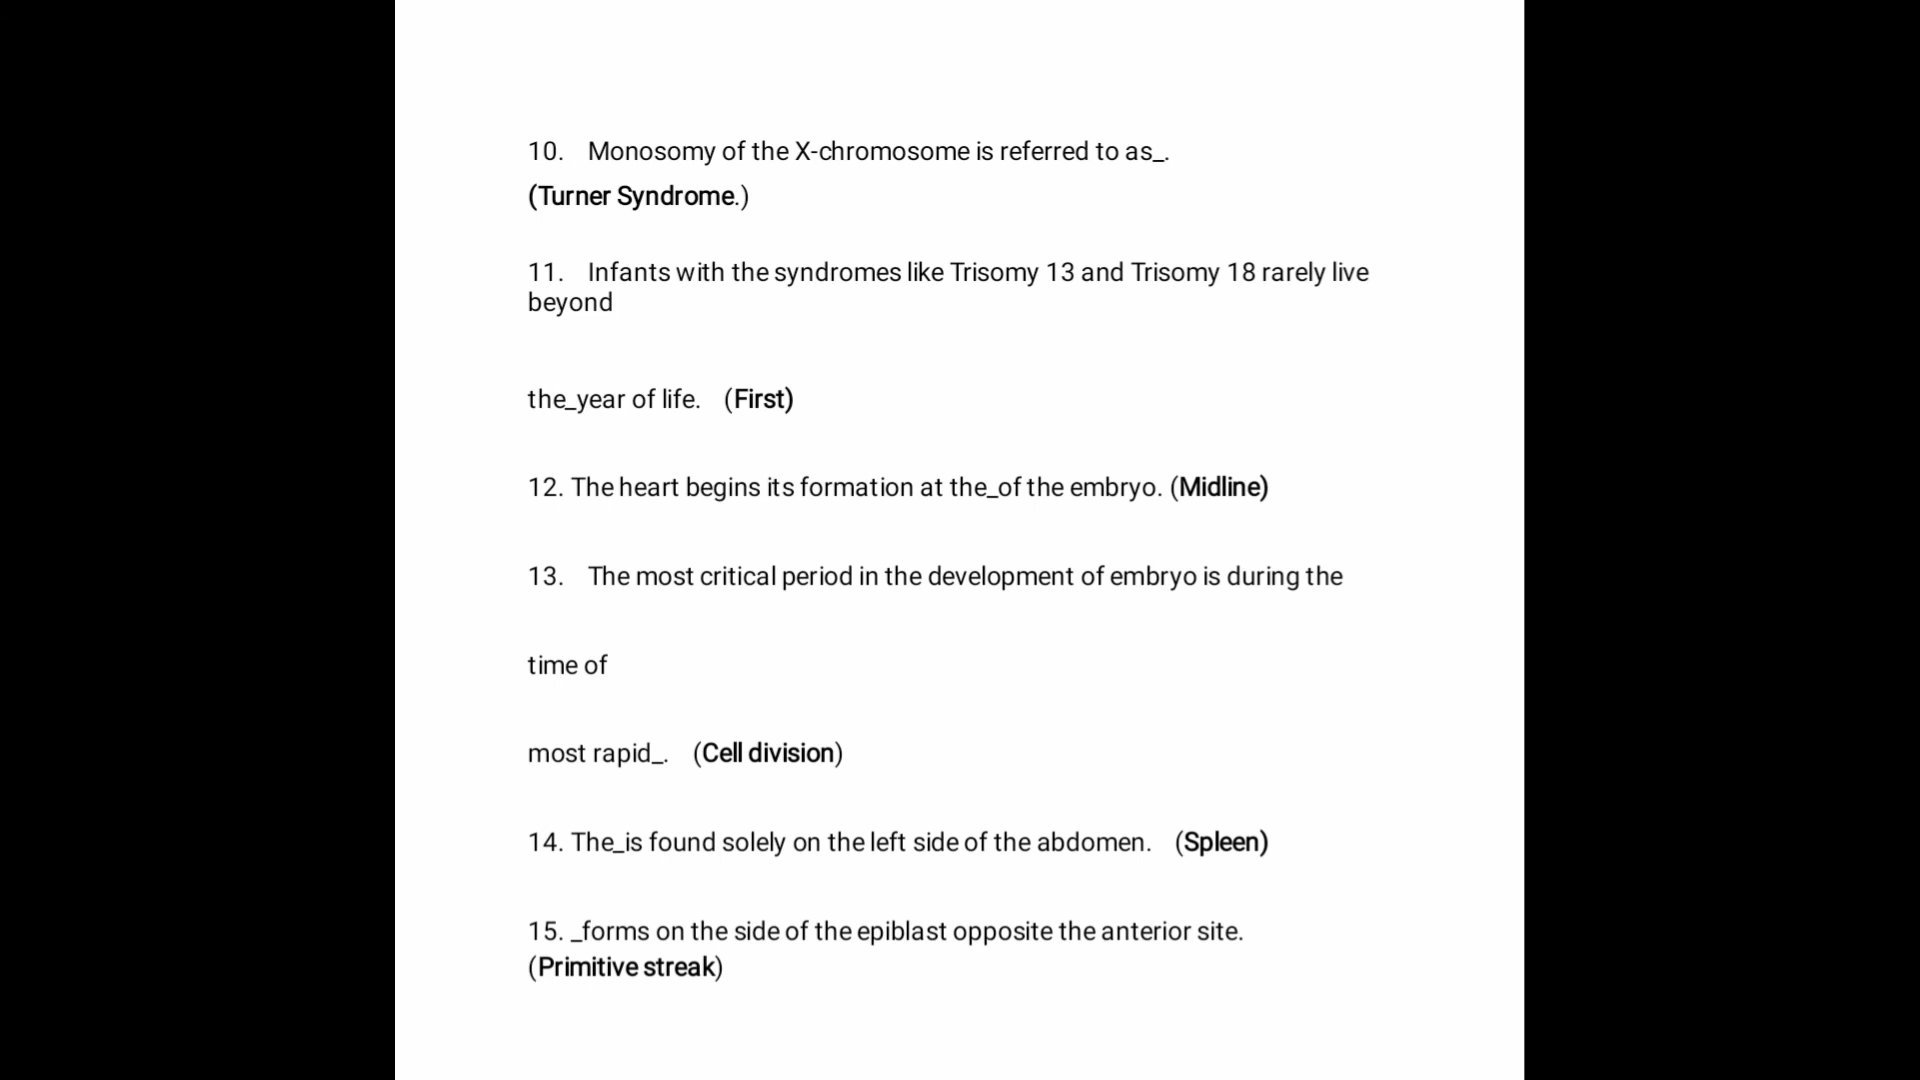 10. Monosomy of the X-chromosome is referred to as_.
(Turner Syndrome.)
11. Infants with the syndromes like Trisomy 13 and Trisomy 18 rarely live
beyond
the_year of life. (First)
12. The heart begins its formation at the_of the embryo. (Midline)
13. The most critical period in the development of embryo is during the
time of
most rapid_. (Cell division)
14. The_is found solely on the left side of the abdomen. (Spleen)
15. _forms on the side of the epiblast opposite the anterior site.
(Primitive streak)